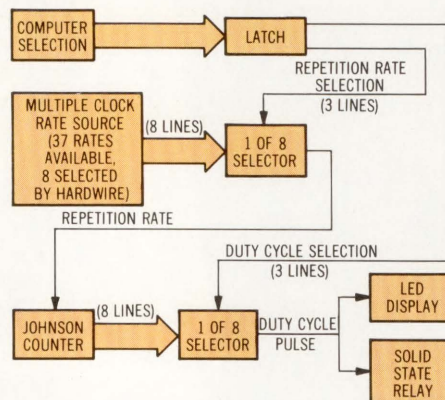 COMPUTER
SELECTION
LATCH
REPETITION RATE
SELECTION
(3 LINES)
MULTIPLE CLOCK
RATE SOURCE
(37 RATES
AVAILABLE,
8 SELECTED
BY HARDWIRE)
(8 LINES)
1 OF 8
SELECTOR
REPETITION RATE
DUTY CYCLE SELECTION
(3 LINES)
JOHNSON
COUNTER
(8 LINES)
1 OF 8
SELECTOR
DUTY CYCLE
PULSE
LED
DISPLAY
SOLID
STATE
RELAY